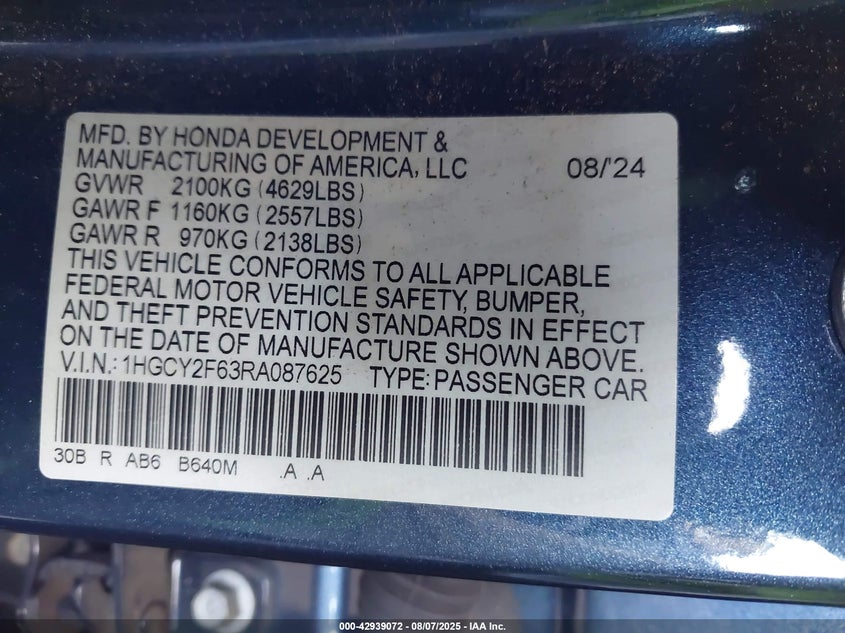 MFD. BY HONDA DEVELOPMENT &
MANUFACTURING OF AMERICA, LLC 08/'24
GVWR 2100KG (4629LBS)
GAWR F 1160KG (2557LBS)
GAWR R 970KG (2138LBS)
THIS VEHICLE CONFORMS TO ALL APPLICABLE
FEDERAL MOTOR VEHICLE SAFETY, BUMPER,
AND THEFT PREVENTION STANDARDS IN EFFECT
ON THE DATE OF MANUFACTURE SHOWN ABOVE.
V.I.N.: 1HGCY2F63RA087625 TYPE: PASSENGER CAR
30B R AB6 B640M .A .A
000-42939072 — 08/07/2025 — IAA Inc.